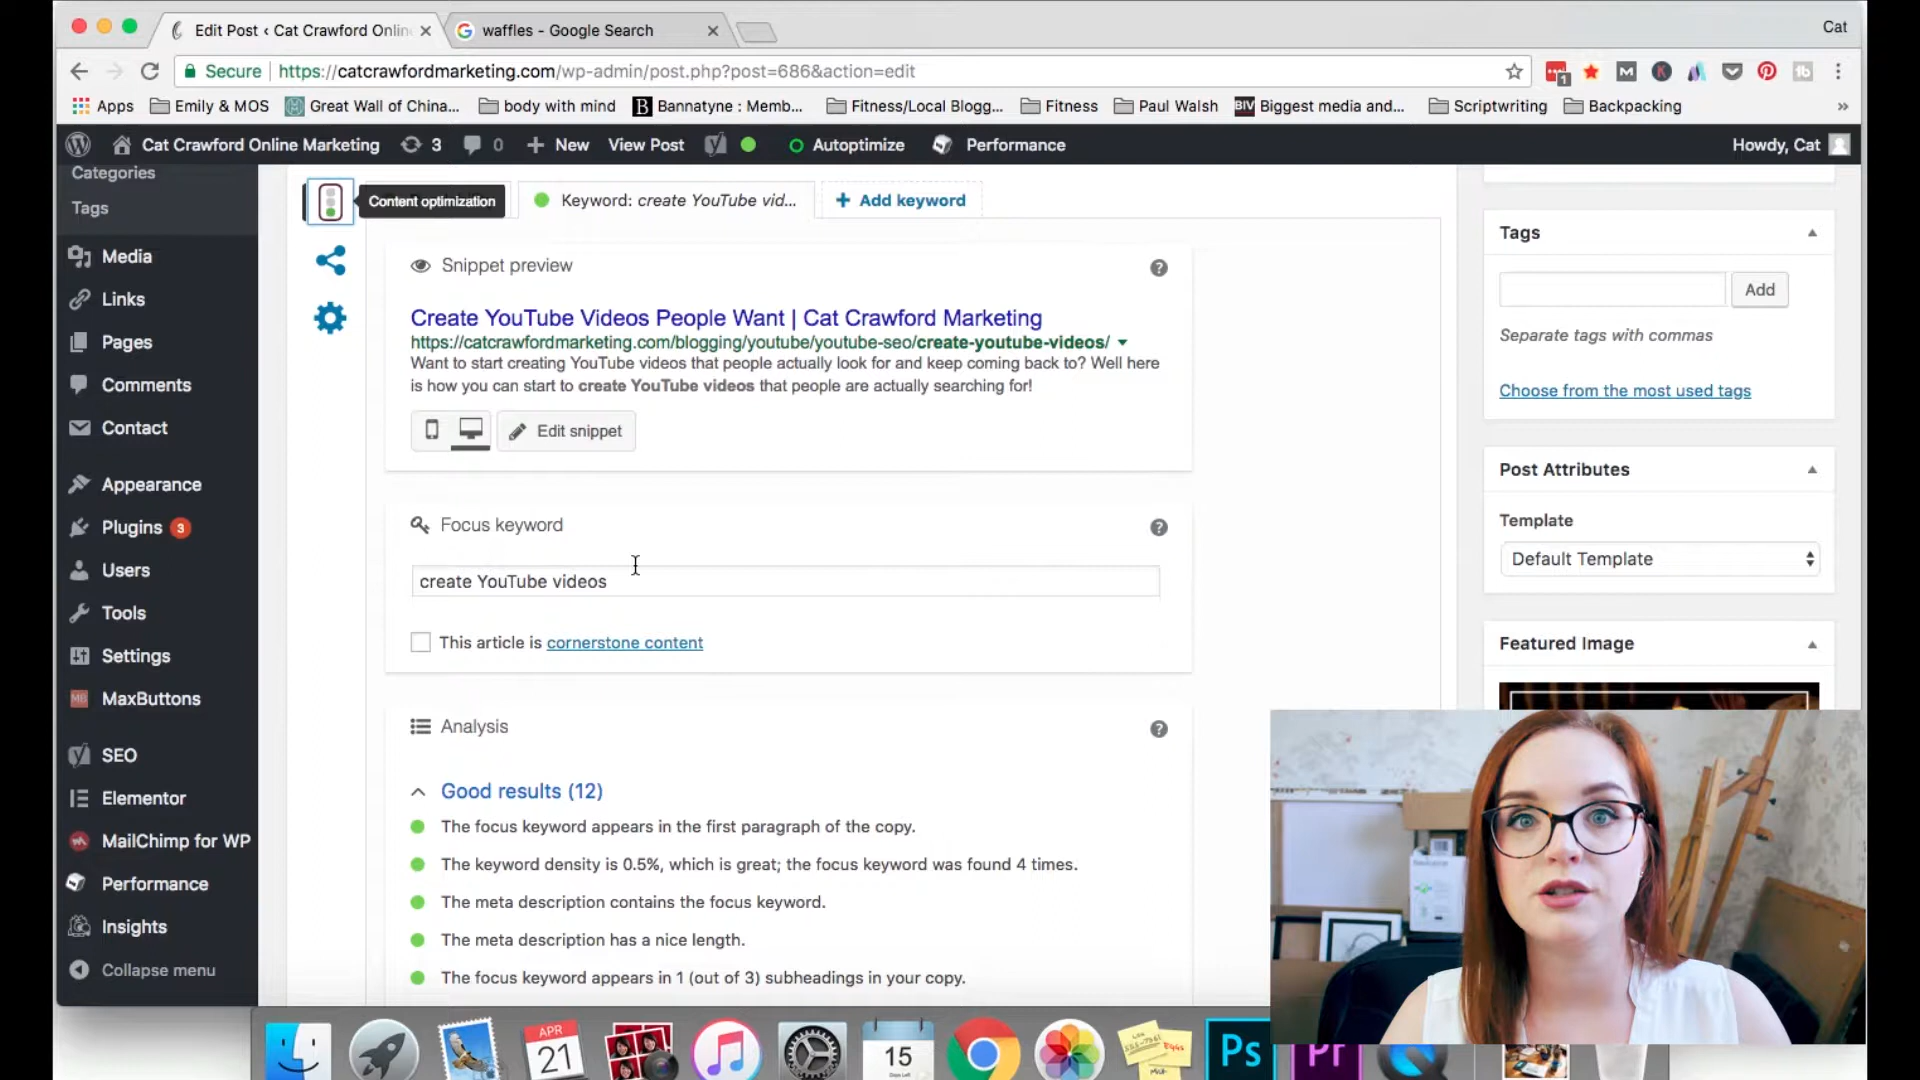 Edit Post ‹ Cat Crawford Onlin
waffles - Google Search
Cat
Secure
https://catcrawfordmarketing.com/wp-admin/post.php?post=686&action=edit
1
M
K
Apps
Emily & MOS
Great Wall of China...
body with mind
B
Bannatyne : Memb...
Fitness/Local Blogg...
Fitness
Paul Walsh
BIV
Biggest media and...
Scriptwriting
Backpacking
»
Cat Crawford Online Marketing
3
0
+ New
View Post
Autoptimize
Performance
Howdy, Cat
Categories
Tags
Media
Links
Pages
Comments
Contact
Appearance
Plugins 3
Users
Tools
Settings
MaxButtons
SEO
Elementor
MailChimp for WP
Performance
Insights
Collapse menu
Content optimization
Keyword: create YouTube vid...
+ Add keyword
Snippet preview
Create YouTube Videos People Want | Cat Crawford Marketing
https://catcrawfordmarketing.com/blogging/youtube/youtube-seo/create-youtube-videos/
Want to start creating YouTube videos that people actually look for and keep coming back to? Well here
is how you can start to create YouTube videos that people are actually searching for!
Edit snippet
Focus keyword
create YouTube videos
This article is cornerstone content
Analysis
Good results (12)
The focus keyword appears in the first paragraph of the copy.
The keyword density is 0.5%, which is great; the focus keyword was found 4 times.
The meta description contains the focus keyword.
The meta description has a nice length.
The focus keyword appears in 1 (out of 3) subheadings in your copy.
Tags
Add
Separate tags with commas
Choose from the most used tags
Post Attributes
Template
Default Template
Featured Image
APR
21
15
Days Left
Ps
Pr